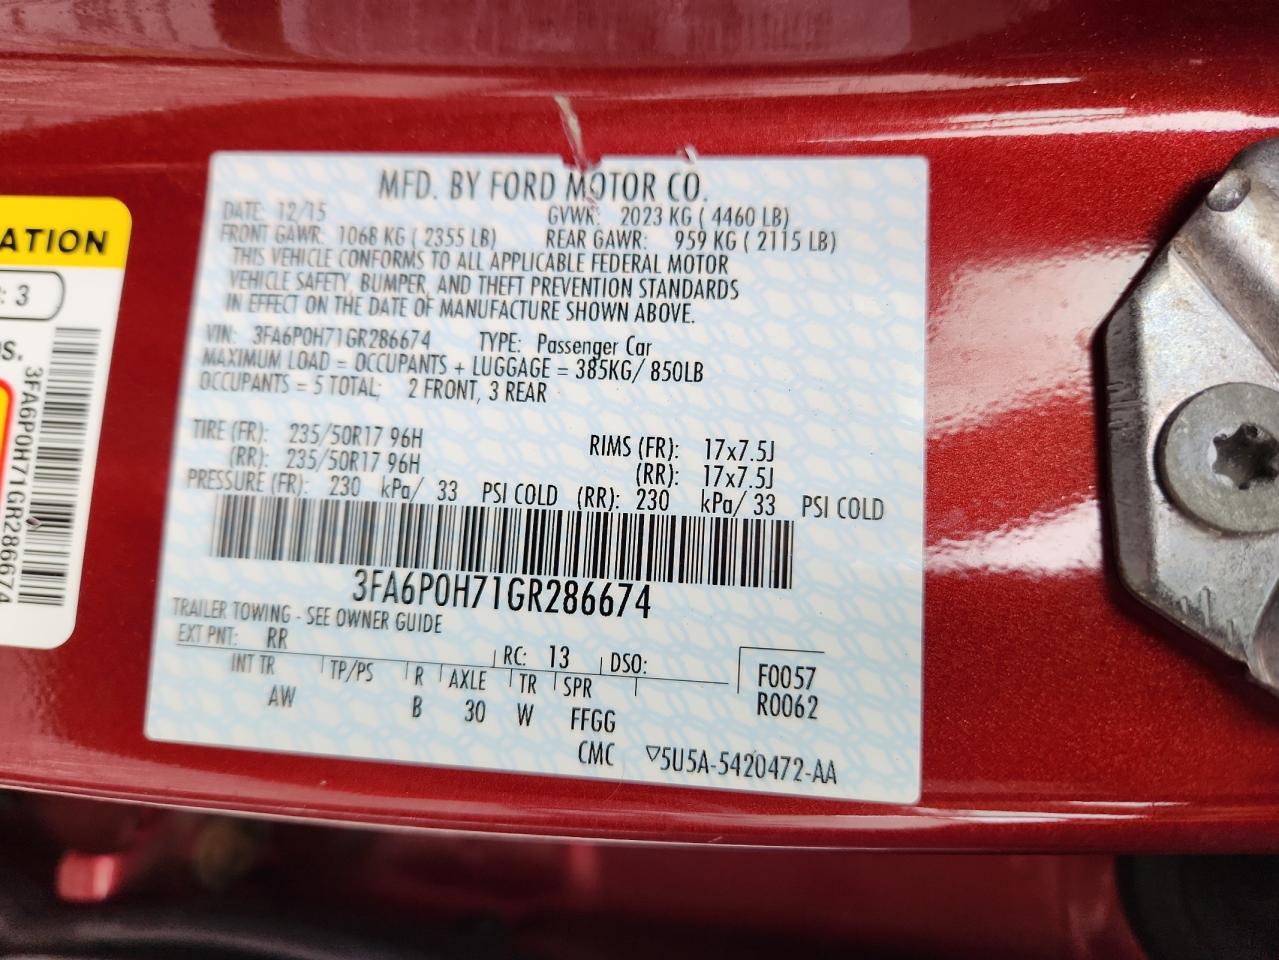 MFD. BY FORD MOTOR CO.
DATE: 12/15 GVWR: 2023 KG ( 4460 LB)
FRONT GAWR: 1068 KG ( 2355 LB) REAR GAWR: 959 KG ( 2115 LB)
THIS VEHICLE CONFORMS TO ALL APPLICABLE FEDERAL MOTOR
VEHICLE SAFETY, BUMPER, AND THEFT PREVENTION STANDARDS
IN EFFECT ON THE DATE OF MANUFACTURE SHOWN ABOVE.
VIN: 3FA6P0H71GR286674 TYPE: Passenger Car
MAXIMUM LOAD = OCCUPANTS + LUGGAGE = 385KG/ 850LB
OCCUPANTS = 5 TOTAL; 2 FRONT, 3 REAR
TIRE (FR): 235/50R17 96H RIMS (FR): 17x7.5J
(RR): 235/50R17 96H (RR): 17x7.5J
PRESSURE (FR): 230 kPa/ 33 PSI COLD (RR): 230 kPa/ 33 PSI COLD
3FA6P0H71GR286674
TRAILER TOWING - SEE OWNER GUIDE
EXT PNT: RR RC: 13 DSO:
INT TR TP/PS R AXLE TR SPR F0057
AW B 30 W FFGG R0062
CMC ▽5U5A-5420472-AA
ATION
: 3
OS.
3FA6P0H71GR286674